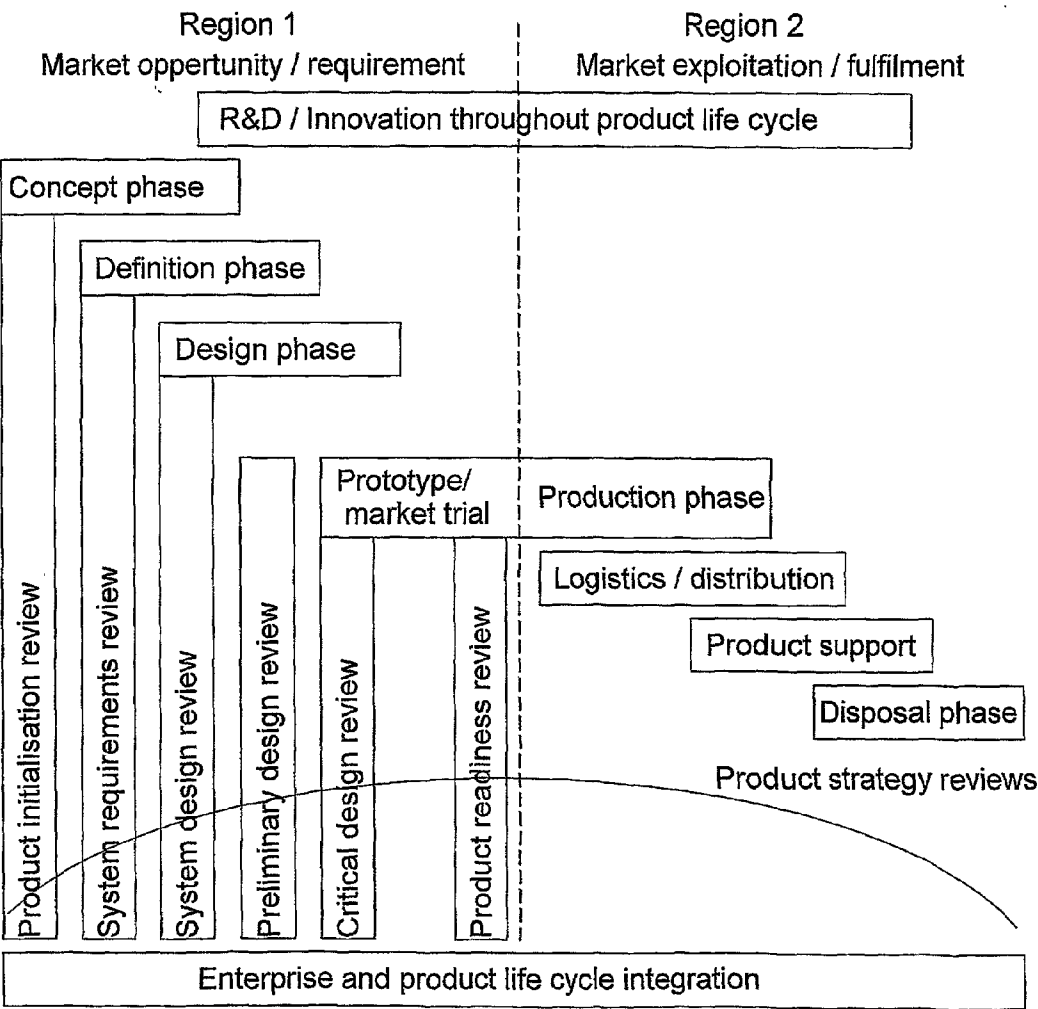 Region 1
Market oppertunity / requirement
Region 2
Market exploitation / fulfilment
R&D / Innovation throughout product life cycle
Concept phase
Definition phase
Design phase
Prototype/
market trial
Production phase
Logistics / distribution
Product support
Disposal phase
Product strategy reviews
Product initialisation review
System requirements review
System design review
Preliminary design review
Critical design review
Product readiness review
Enterprise and product life cycle integration